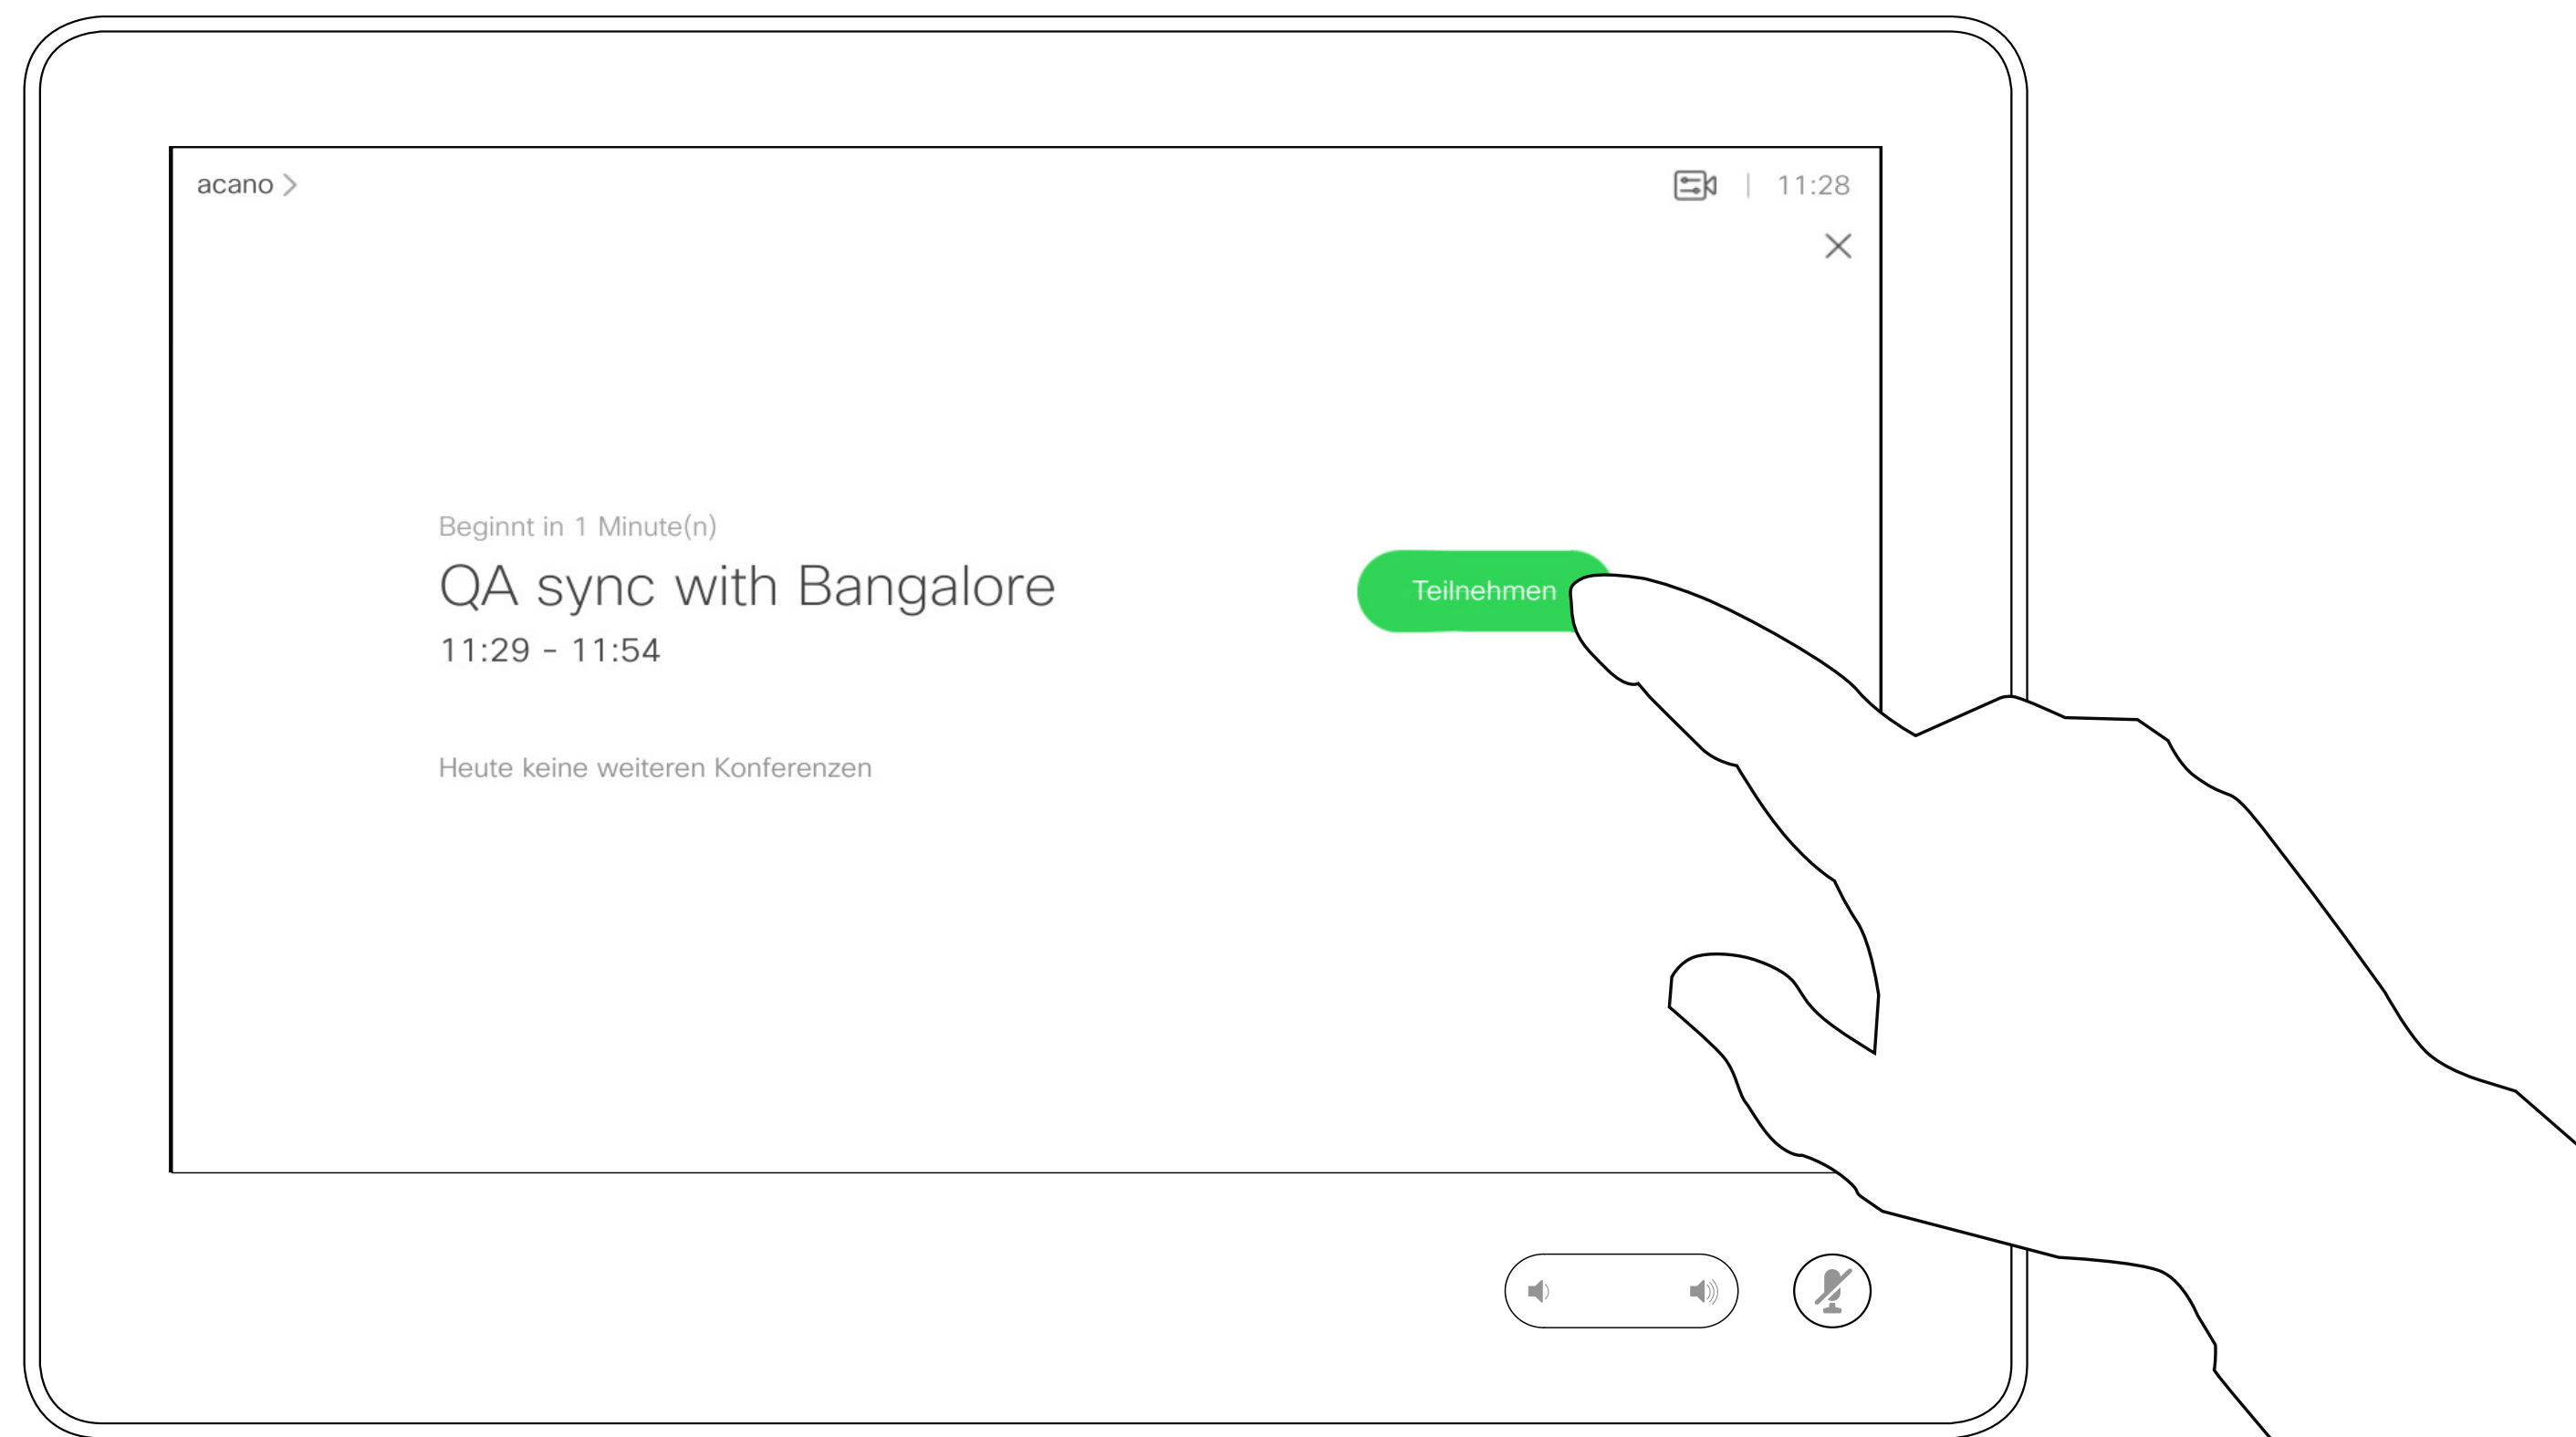 acano
11:28
Beginnt in 1 Minute(n)
QA sync with Bangalore
11:29 - 11:54
Teilnehmen
Heute keine weiteren Konferenzen